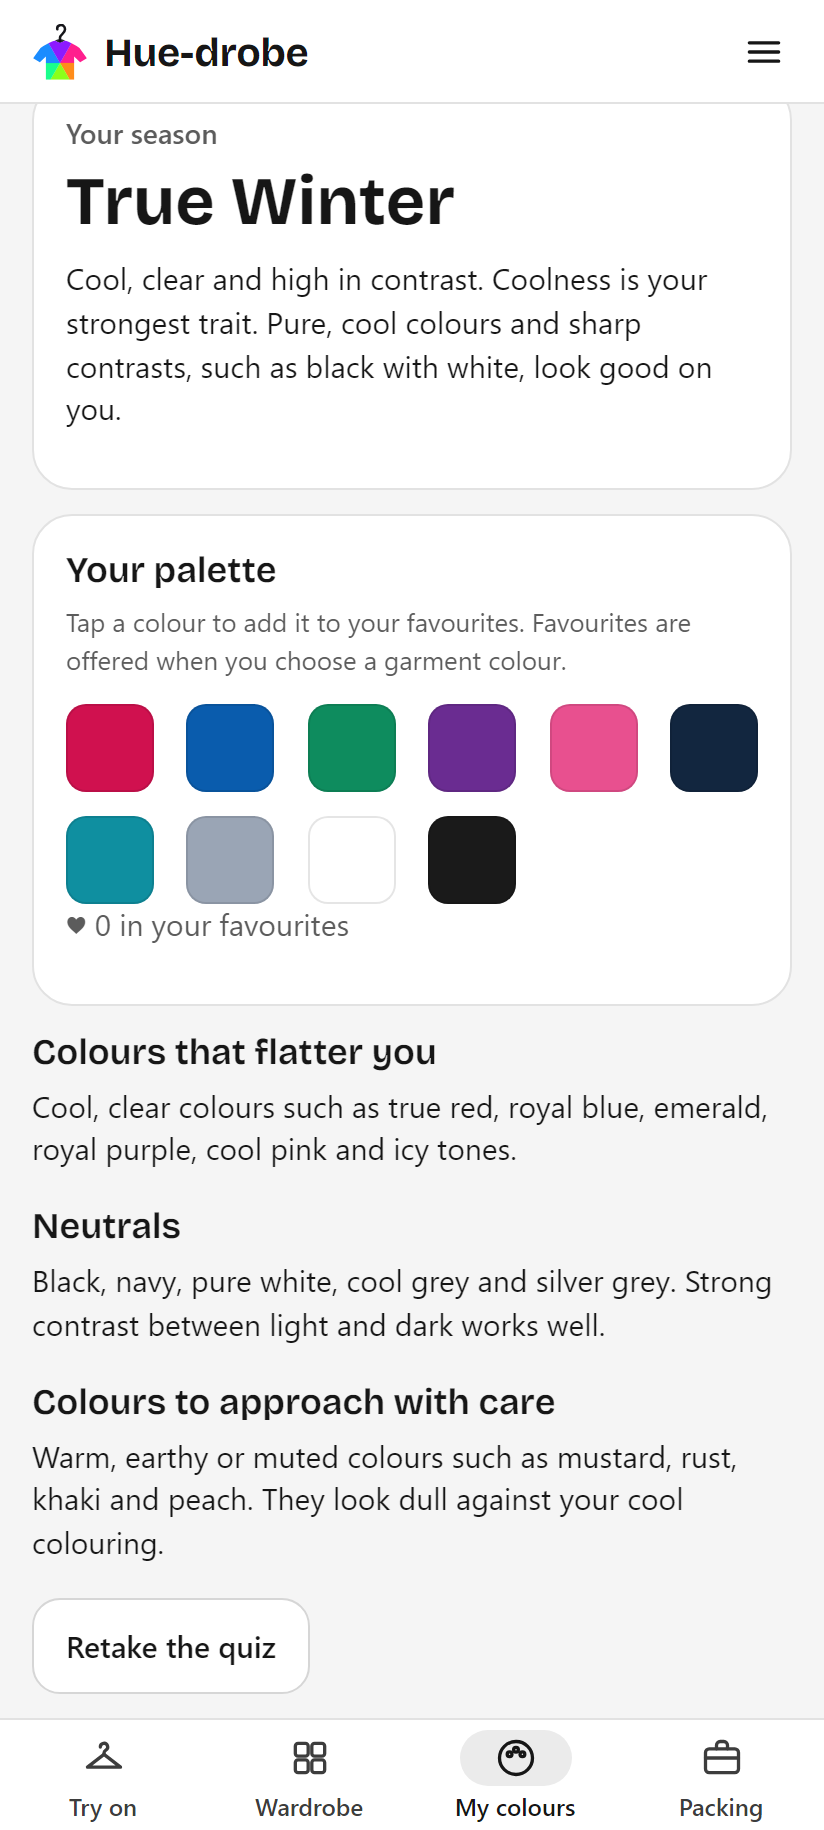 Hue-drobe
Your season
True Winter
Cool, clear and high in contrast. Coolness is your
strongest trait. Pure, cool colours and sharp
contrasts, such as black with white, look good on
you.
Your palette
Tap a colour to add it to your favourites. Favourites are
offered when you choose a garment colour.
0 in your favourites
Colours that flatter you
Cool, clear colours such as true red, royal blue, emerald,
royal purple, cool pink and icy tones.
Neutrals
Black, navy, pure white, cool grey and silver grey. Strong
contrast between light and dark works well.
Colours to approach with care
Warm, earthy or muted colours such as mustard, rust,
khaki and peach. They look dull against your cool
colouring.
Retake the quiz
Try on
Wardrobe
My colours
Packing